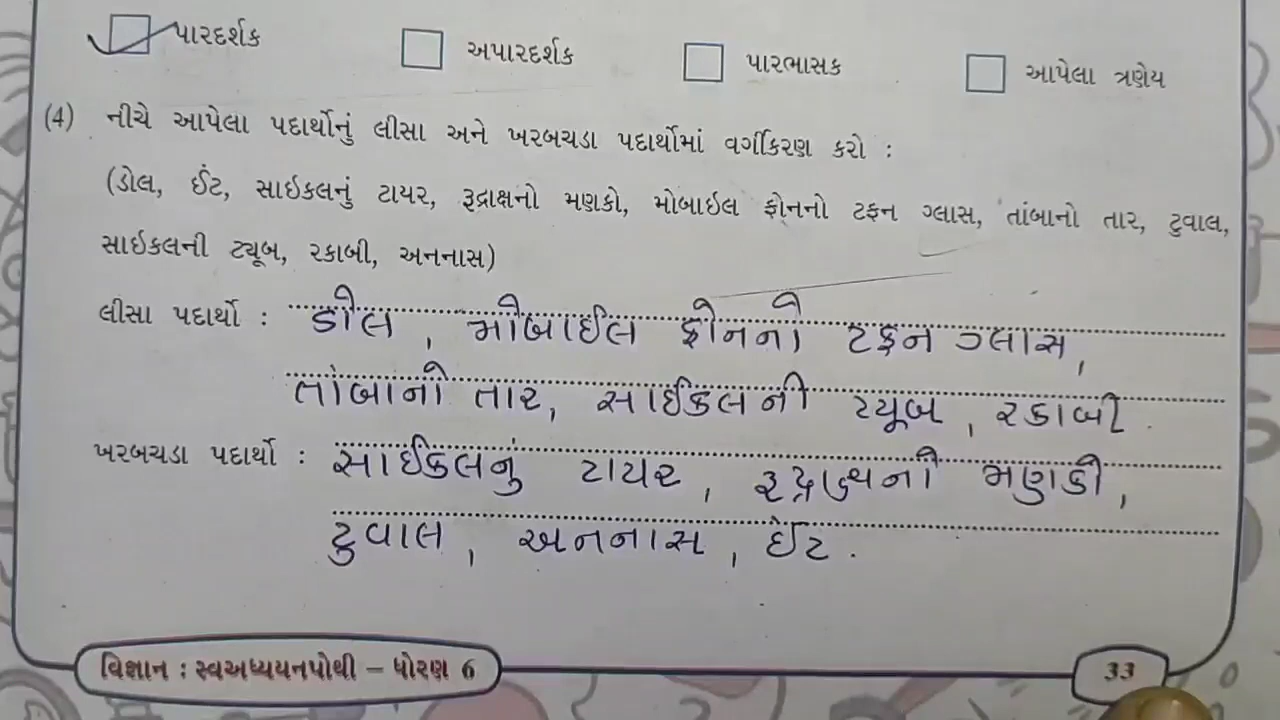 પારદર્શક અપારદર્શક પારભાસક આપેલા ત્રણેય
(4) નીચે આપેલા પદાર્થોનું લીસા અને ખરબચડા પદાર્થોમાં વર્ગીકરણ કરો :
(ડોલ, ઈંટ, સાઇકલનું ટાયર, રૂદ્રાક્ષનો મણકો, મોબાઇલ ફોનનો ટફન ગ્લાસ, તાંબાનો તાર, ટુવાલ,
સાઇકલની ટ્યૂબ, રકાબી, અનનાસ)
લીસા પદાર્થો : ડોલ, મોબાઈલ ફોનનો ટફન ગ્લાસ,
તાંબાનો તાર, સાઈકલની ટ્યૂબ, રકાબી.
ખરબચડા પદાર્થો : સાઈકલનું ટાયર, રૂદ્રાક્ષનો મણકો,
ટુવાલ, અનનાસ, ઈંટ.
વિજ્ઞાન : સ્વઅધ્યયનપોથી – ધોરણ 6
33